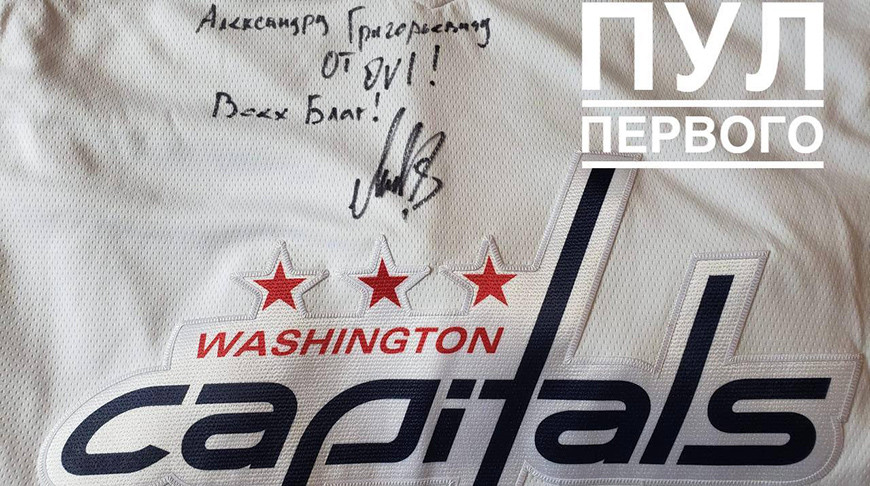 Александру Григорьевичу
ОТ OVI!
Всех Благ!
ПУЛ
ПЕРВОГО
WASHINGTON
capitals